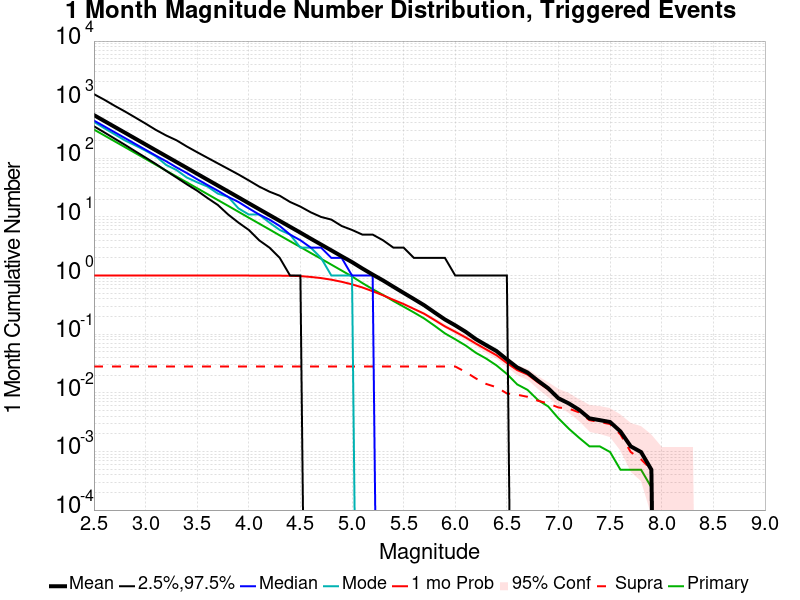 1 Month Magnitude Number Distribution, Triggered Events
1 Month Cumulative Number
10 4
10 3
10 2
10 1
10 0
10 -1
10 -2
10 -3
10 -4
2.5 3.0 3.5 4.0 4.5 5.0 5.5 6.0 6.5 7.0 7.5 8.0 8.5 9.0
Magnitude
Mean 2.5%,97.5% Median Mode 1 mo Prob 95% Conf Supra Primary